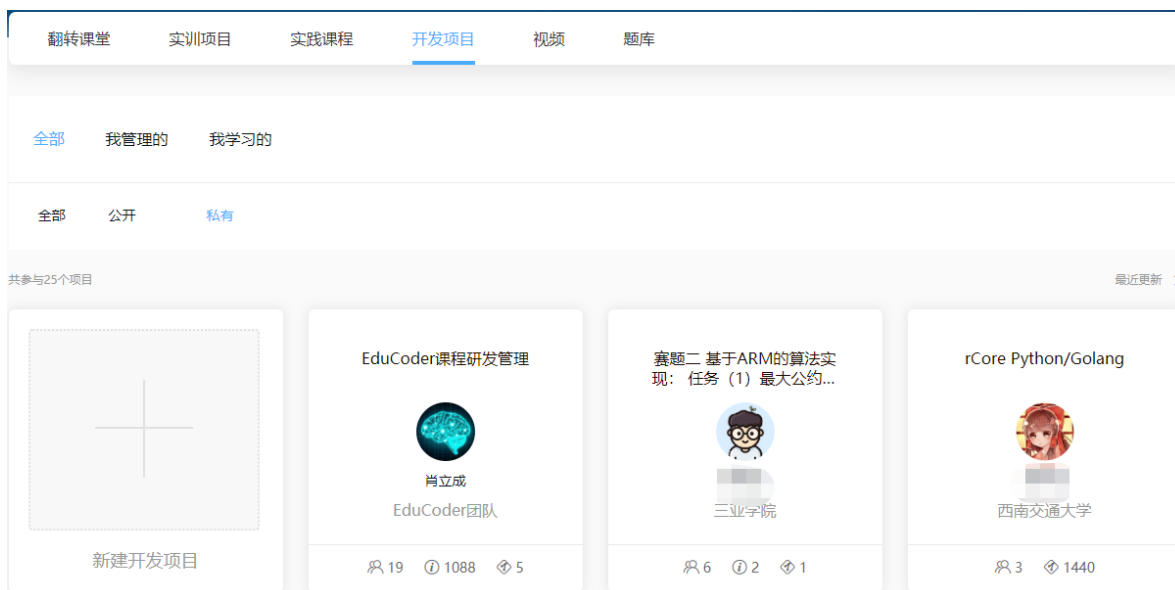 翻转课堂 实训项目 实践课程 开发项目 视频 题库
全部 我管理的 我学习的
全部 公开 私有
共参与25个项目 最近更新
新建开发项目
EduCoder课程研发管理
肖立成
EduCoder团队
19 1088 5
赛题二 基于ARM的算法实
现： 任务（1）最大公约...
三亚学院
6 2 1
rCore Python/Golang
西南交通大学
3 1440